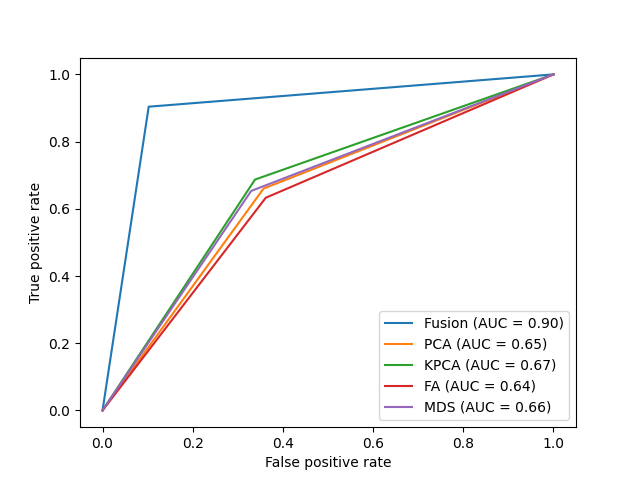 1.0
0.8
0.6
0.4
0.2
0.0
True positive rate
Fusion (AUC = 0.90)
PCA (AUC = 0.65)
KPCA (AUC = 0.67)
FA (AUC = 0.64)
MDS (AUC = 0.66)
0.0 0.2 0.4 0.6 0.8 1.0
False positive rate